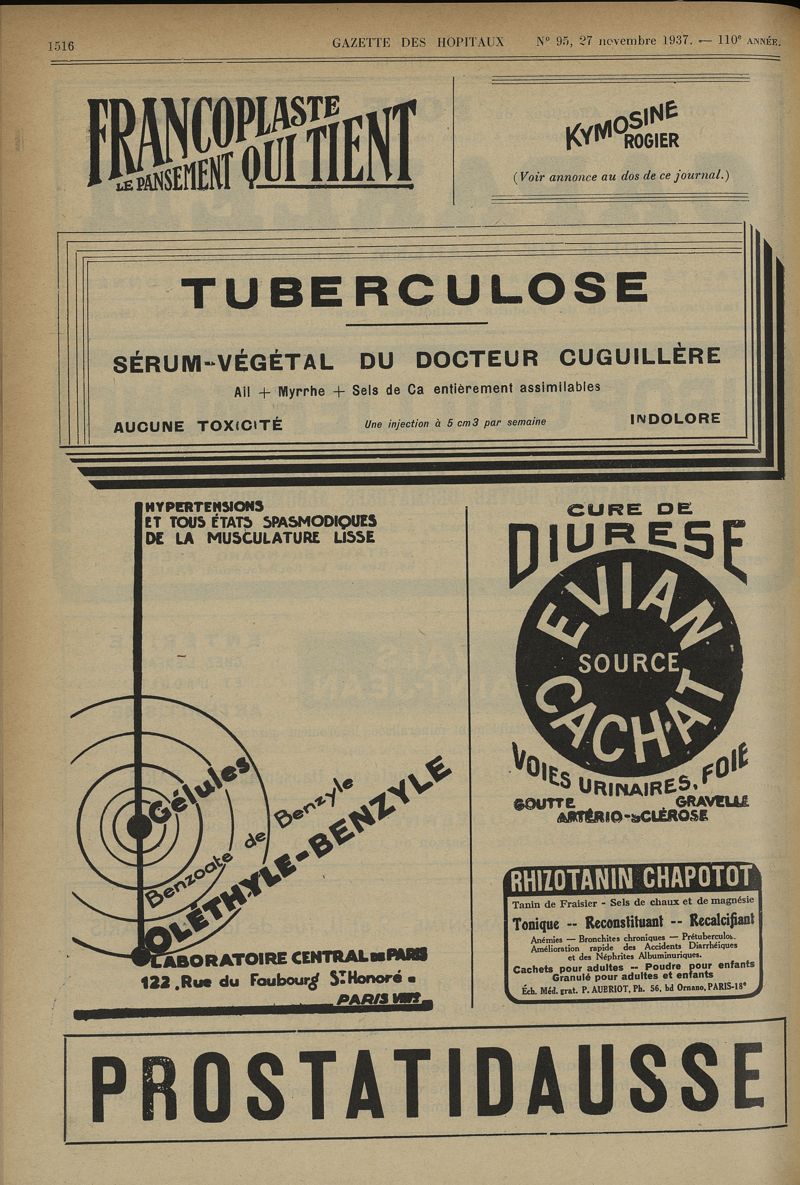 1516
GAZETTE DES HOPITAUX N° 95, 27 novembre 1937. — 110e ANNÉE.
FRANCOPLASTE
LE PANSEMENT QUI TIENT
KYMOSINE
ROGIER
(Voir annonce au dos de ce journal.)
TUBERCULOSE
SÉRUM-VÉGÉTAL DU DOCTEUR CUGUILLÈRE
Ail + Myrrhe + Sels de Ca entièrement assimilables
AUCUNE TOXICITÉ Une injection à 5 cm3 par semaine INDOLORE
HYPERTENSIONS
ET TOUS ÉTATS SPASMODIQUES
DE LA MUSCULATURE LISSE
Gélules
Benzoate de Benzyle
OLÉTHYLE-BENZYLE
LABORATOIRE CENTRAL DE PARIS
122, Rue du Faubourg St Honoré
PARIS VIIIe
CURE DE
DIURESE
EVIAN
SOURCE
CACHAT
VOIES URINAIRES, FOIE
GOUTTE GRAVELLE
ARTÉRIO-SCLÉROSE
RHIZOTANIN CHAPOTOT
Tanin de Fraisier - Sels de chaux et de magnésie
Tonique -- Reconstituant -- Recalcifiant
Anémies — Bronchites chroniques — Prétuberculos.
Amélioration rapide des Accidents Diarrhéiques
et des Néphrites Albuminuriques.
Cachets pour adultes -- Poudre pour enfants
Granulé pour adultes et enfants
Éch. Méd. grat. P. AUBRIOT, Ph. 56, bd Ornano, PARIS-18e
PROSTATIDAUSSE